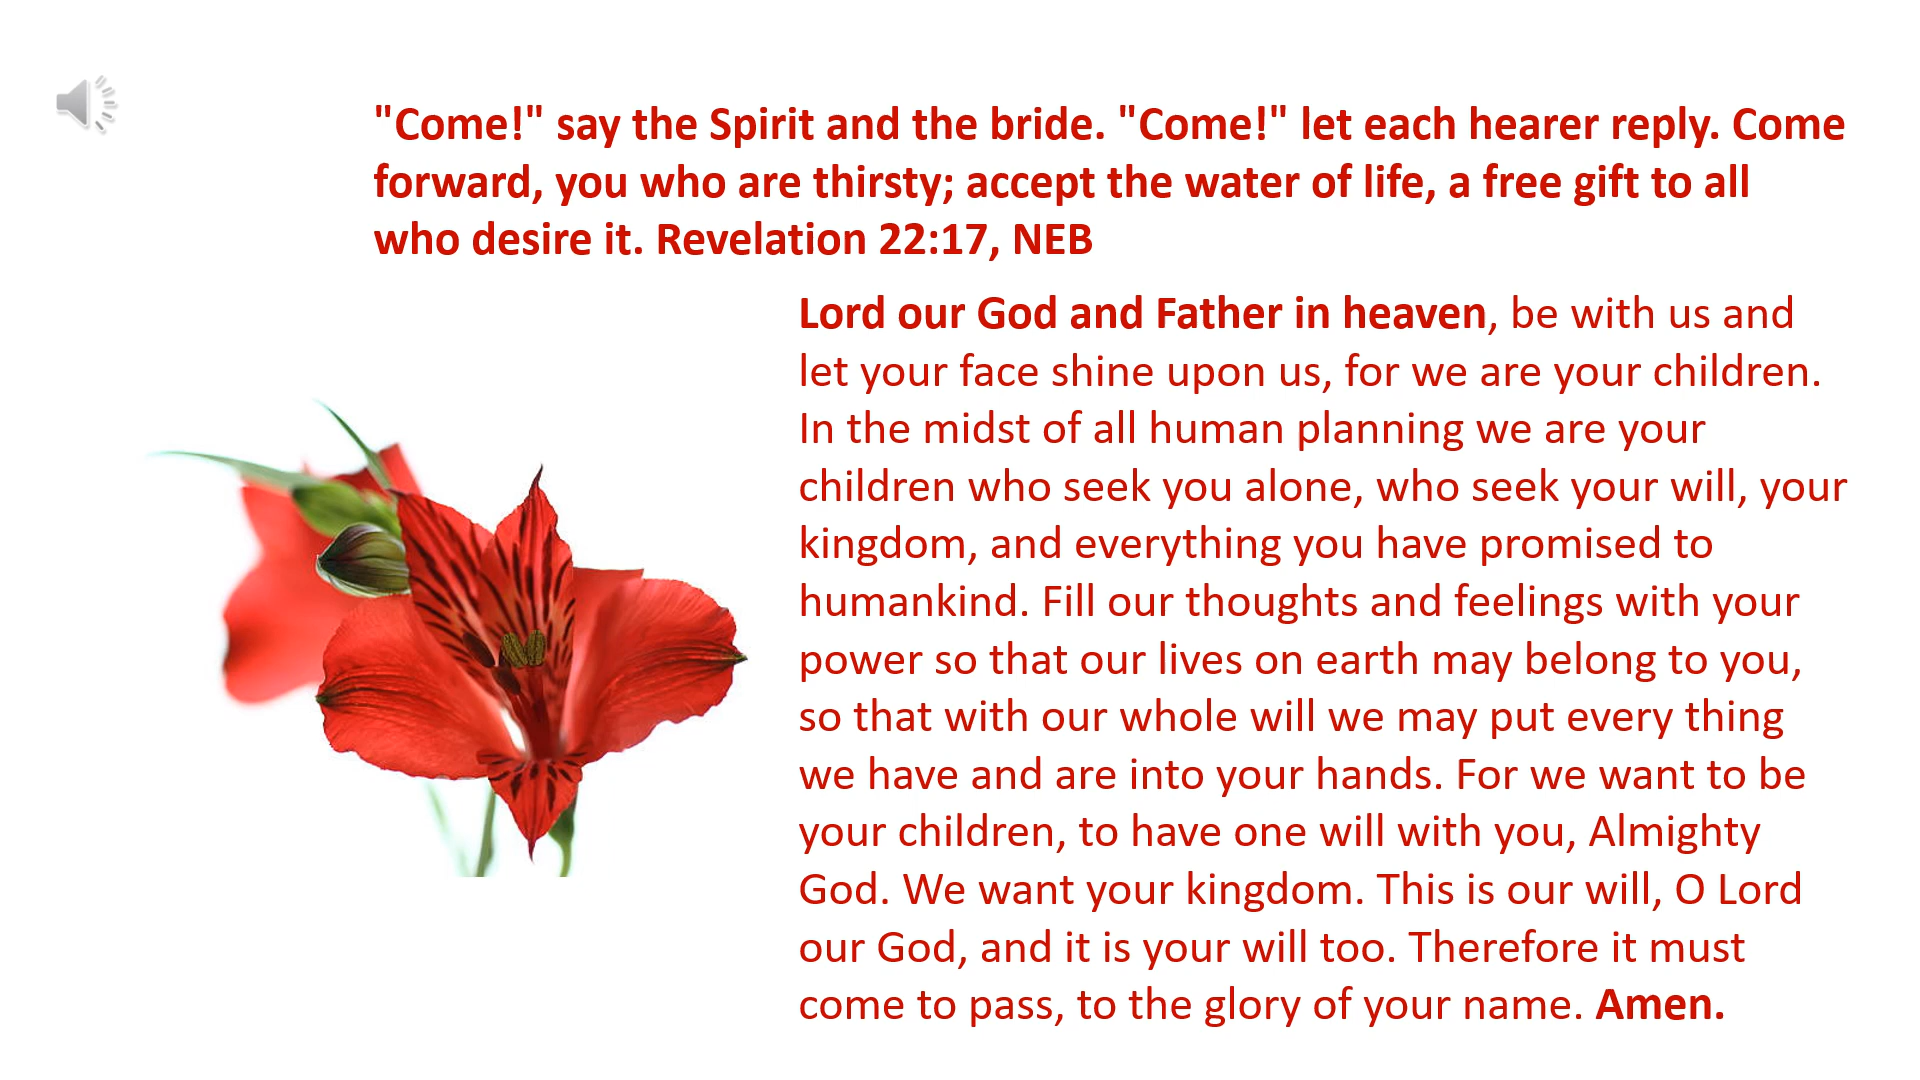 "Come!" say the Spirit and the bride. "Come!" let each hearer reply. Come
forward, you who are thirsty; accept the water of life, a free gift to all
who desire it. Revelation 22:17, NEB
Lord our God and Father in heaven, be with us and
let your face shine upon us, for we are your children.
In the midst of all human planning we are your
children who seek you alone, who seek your will, your
kingdom, and everything you have promised to
humankind. Fill our thoughts and feelings with your
power so that our lives on earth may belong to you,
so that with our whole will we may put every thing
we have and are into your hands. For we want to be
your children, to have one will with you, Almighty
God. We want your kingdom. This is our will, O Lord
our God, and it is your will too. Therefore it must
come to pass, to the glory of your name. Amen.